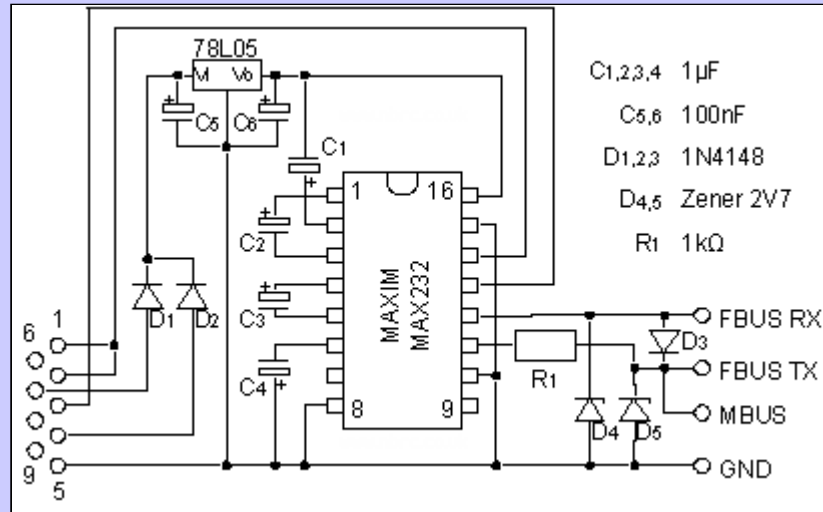 78L05
Vi Vo
C5 C6
C1
C1,2,3,4 1µF
C5,6 100nF
D1,2,3 1N4148
D4,5 Zener 2V7
R1 1kΩ
1 16
C2
MAXIM
MAX232
C3
D1 D2
6 1
FBUS RX
D3
C4
R1
FBUS TX
8 9
D4 D5
MBUS
9
5
GND